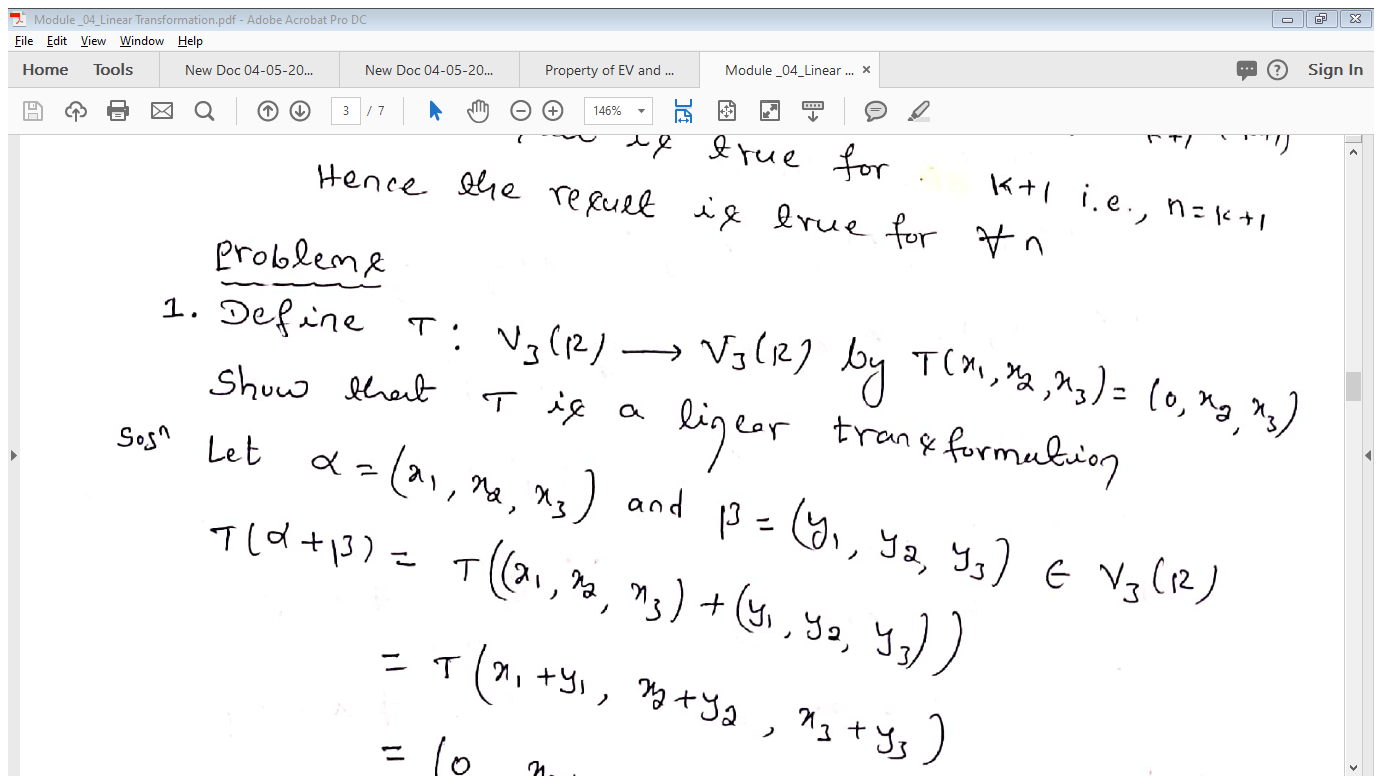 Module _04_Linear Transformation.pdf - Adobe Acrobat Pro DC
File Edit View Window Help
Home Tools New Doc 04-05-20... New Doc 04-05-20... Property of EV and ... Module _04_Linear ... × Sign In
3 / 7 146%
is true for k+1 i.e., n=k+1
Hence the result is true for ∀ n
Problems
1. Define T: V₃(R) → V₃(R) by T(x₁, x₂, x₃) = (0, x₂, x₃)
Show that T is a linear transformation
Let α = (x₁, x₂, x₃) and β = (y₁, y₂, y₃) ∈ V₃(R)
T(α+β) = T((x₁, x₂, x₃) + (y₁, y₂, y₃))
= T(x₁+y₁, x₂+y₂, x₃+y₃)
= (0